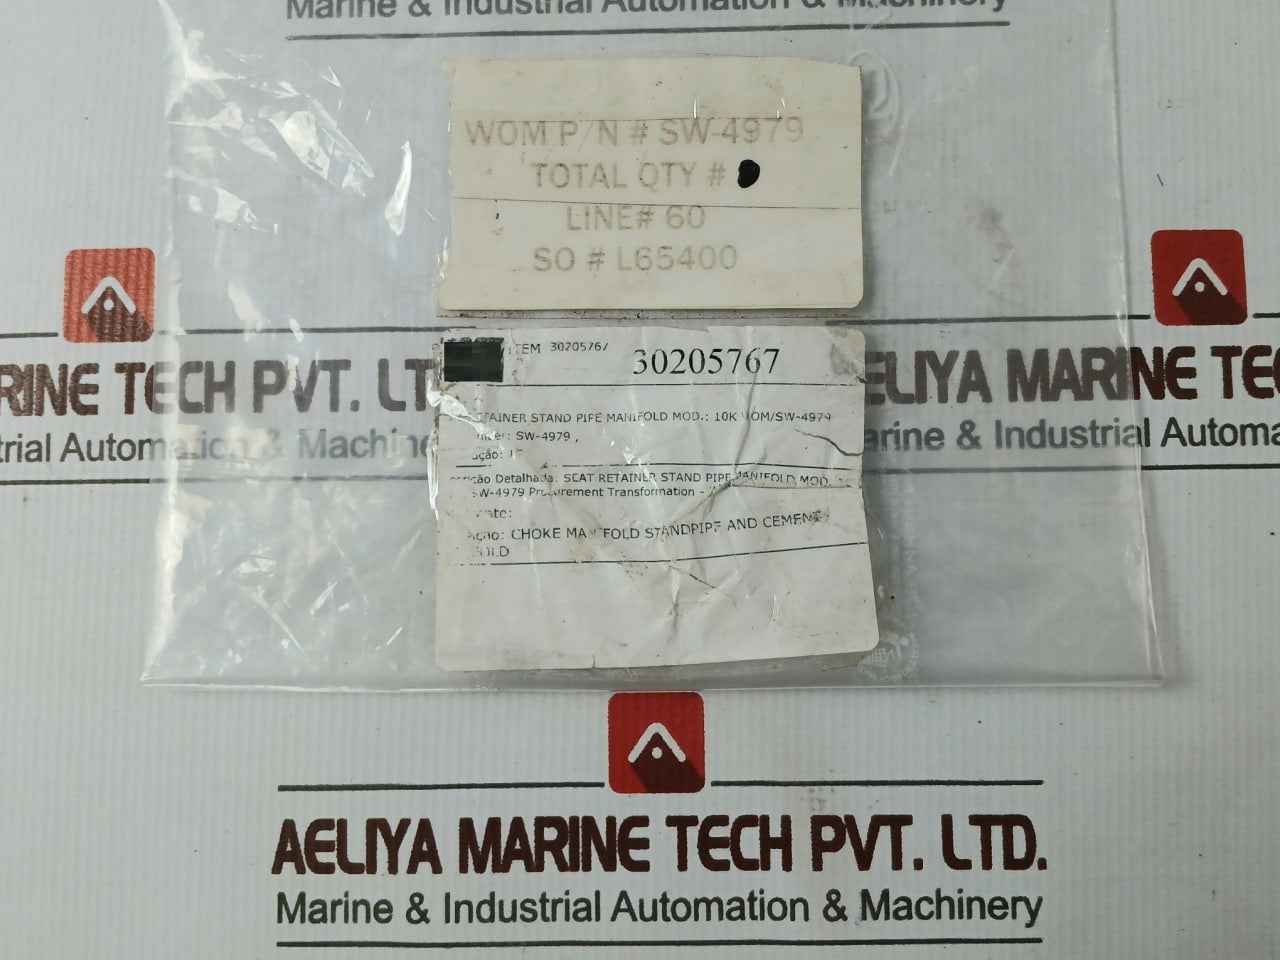 Marine & Industrial Automation & Machinery
WOM P/N # SW-4979
TOTAL QTY #
LINE# 60
SO # L65400
ITEM 30205767
30205767
TAINER STAND PIPE MANIFOLD MOD.: 10K WOM/SW-4979
SW-4979 ,
ução:
Detalhada: SEAT RETAINER STAND PIPE MANIFOLD MOD.
SW-4979 Procurement Transformation -
CHOKE MANIFOLD STANDPIPE AND CEMENT
OLD
RINE TECH PVT. LT
ELIYA MARINE TEC
trial Automation & Machine
arine & Industrial Automa
AELIYA MARINE TECH PVT. LTD.
Marine & Industrial Automation & Machinery